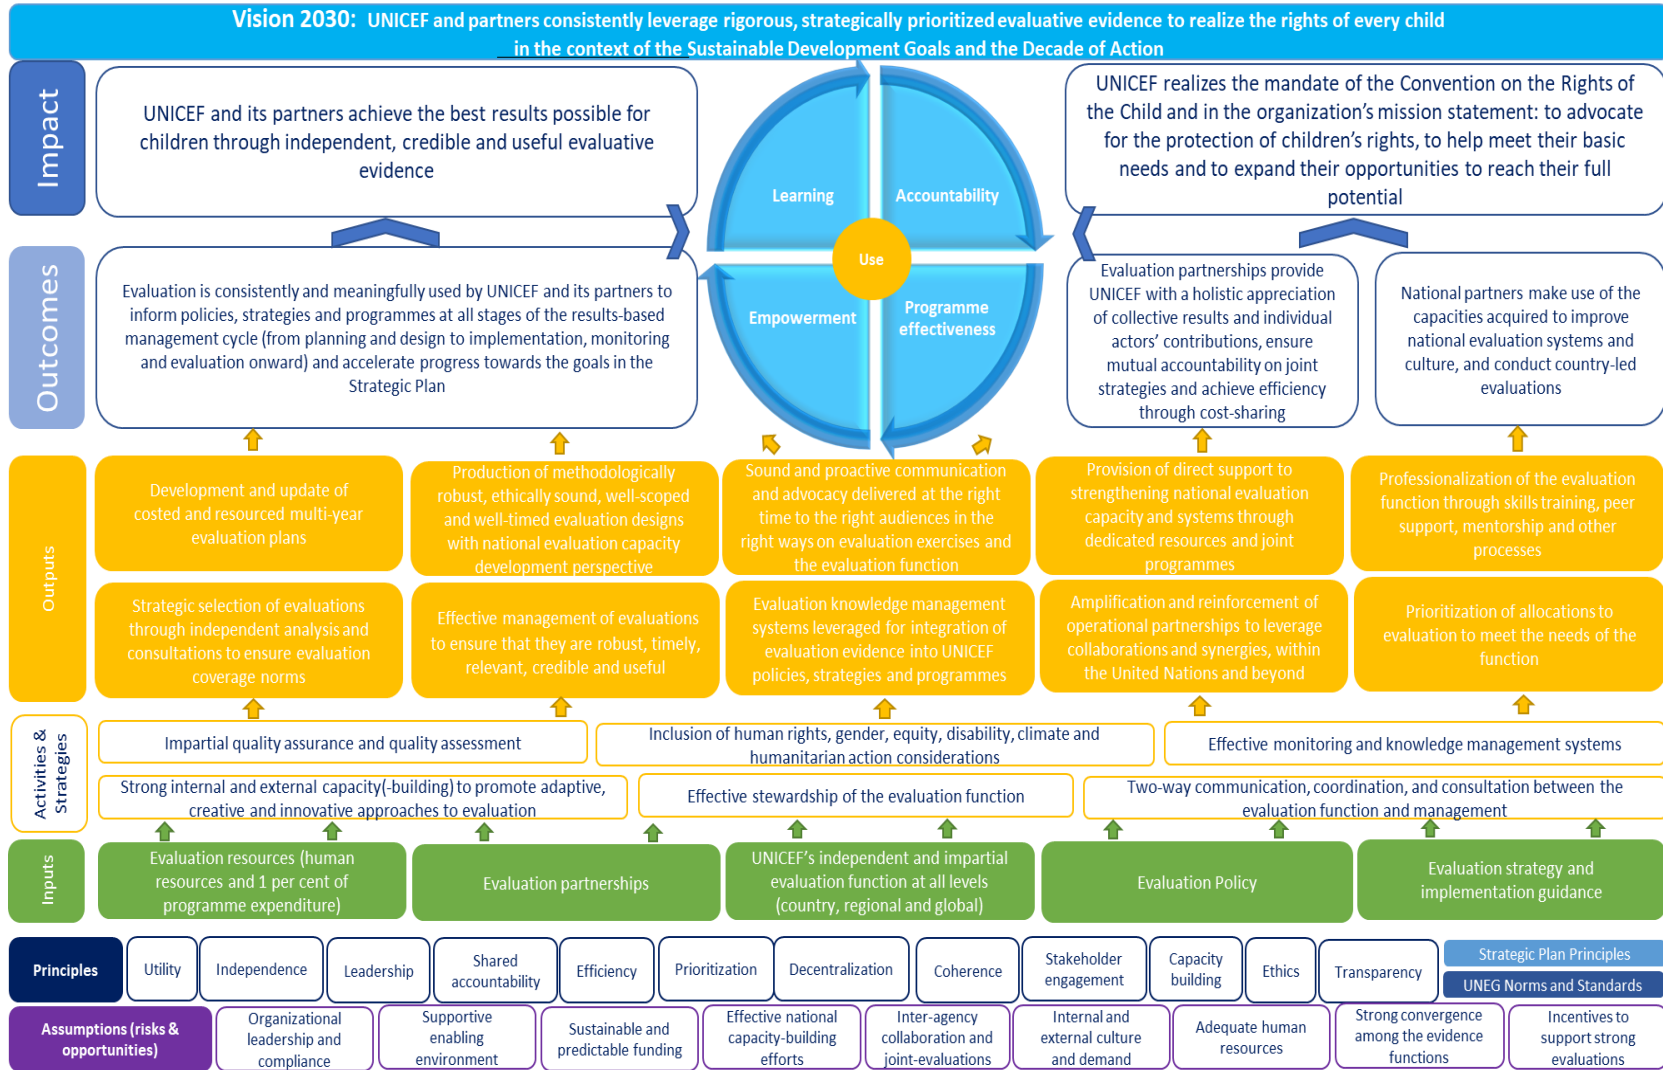 Vision 2030: UNICEF and partners consistently leverage rigorous, strategically prioritized evaluative evidence to realize the rights of every child
in the context of the Sustainable Development Goals and the Decade of Action
Impact
UNICEF and its partners achieve the best results possible for
children through independent, credible and useful evaluative
evidence
Learning
Accountability
Use
Empowerment
Programme
effectiveness
UNICEF realizes the mandate of the Convention on the Rights of
the Child and in the organization's mission statement: to advocate
for the protection of children's rights, to help meet their basic
needs and to expand their opportunities to reach their full
potential
Outcomes
Evaluation is consistently and meaningfully used by UNICEF and its partners to
inform policies, strategies and programmes at all stages of the results-based
management cycle (from planning and design to implementation, monitoring
and evaluation onward) and accelerate progress towards the goals in the
Strategic Plan
Evaluation partnerships provide
UNICEF with a holistic appreciation
of collective results and individual
actors' contributions, ensure
mutual accountability on joint
strategies and achieve efficiency
through cost-sharing
National partners make use of the
capacities acquired to improve
national evaluation systems and
culture, and conduct country-led
evaluations
Outputs
Development and update of
costed and resourced multi-year
evaluation plans
Production of methodologically
robust, ethically sound, well-scoped
and well-timed evaluation designs
with national evaluation capacity
development perspective
Sound and proactive communication
and advocacy delivered at the right
time to the right audiences in the
right ways on evaluation exercises and
the evaluation function
Provision of direct support to
strengthening national evaluation
capacity and systems through
dedicated resources and joint
programmes
Professionalization of the evaluation
function through skills training, peer
support, mentorship and other
processes
Strategic selection of evaluations
through independent analysis and
consultations to ensure evaluation
coverage norms
Effective management of evaluations
to ensure that they are robust, timely,
relevant, credible and useful
Evaluation knowledge management
systems leveraged for integration of
evaluation evidence into UNICEF
policies, strategies and programmes
Amplification and reinforcement of
operational partnerships to leverage
collaborations and synergies, within
the United Nations and beyond
Prioritization of allocations to
evaluation to meet the needs of the
function
Activities &
Strategies
Impartial quality assurance and quality assessment
Inclusion of human rights, gender, equity, disability, climate and
humanitarian action considerations
Effective monitoring and knowledge management systems
Strong internal and external capacity(-building) to promote adaptive,
creative and innovative approaches to evaluation
Effective stewardship of the evaluation function
Two-way communication, coordination, and consultation between the
evaluation function and management
Inputs
Evaluation resources (human
resources and 1 per cent of
programme expenditure)
Evaluation partnerships
UNICEF's independent and impartial
evaluation function at all levels
(country, regional and global)
Evaluation Policy
Evaluation strategy and
implementation guidance
Principles
Utility
Independence
Leadership
Shared
accountability
Efficiency
Prioritization
Decentralization
Coherence
Stakeholder
engagement
Capacity
building
Ethics
Transparency
Strategic Plan Principles
UNEG Norms and Standards
Assumptions (risks &
opportunities)
Organizational
leadership and
compliance
Supportive
enabling
environment
Sustainable and
predictable funding
Effective national
capacity-building
efforts
Inter-agency
collaboration and
joint-evaluations
Internal and
external culture
and demand
Adequate human
resources
Strong convergence
among the evidence
functions
Incentives to
support strong
evaluations